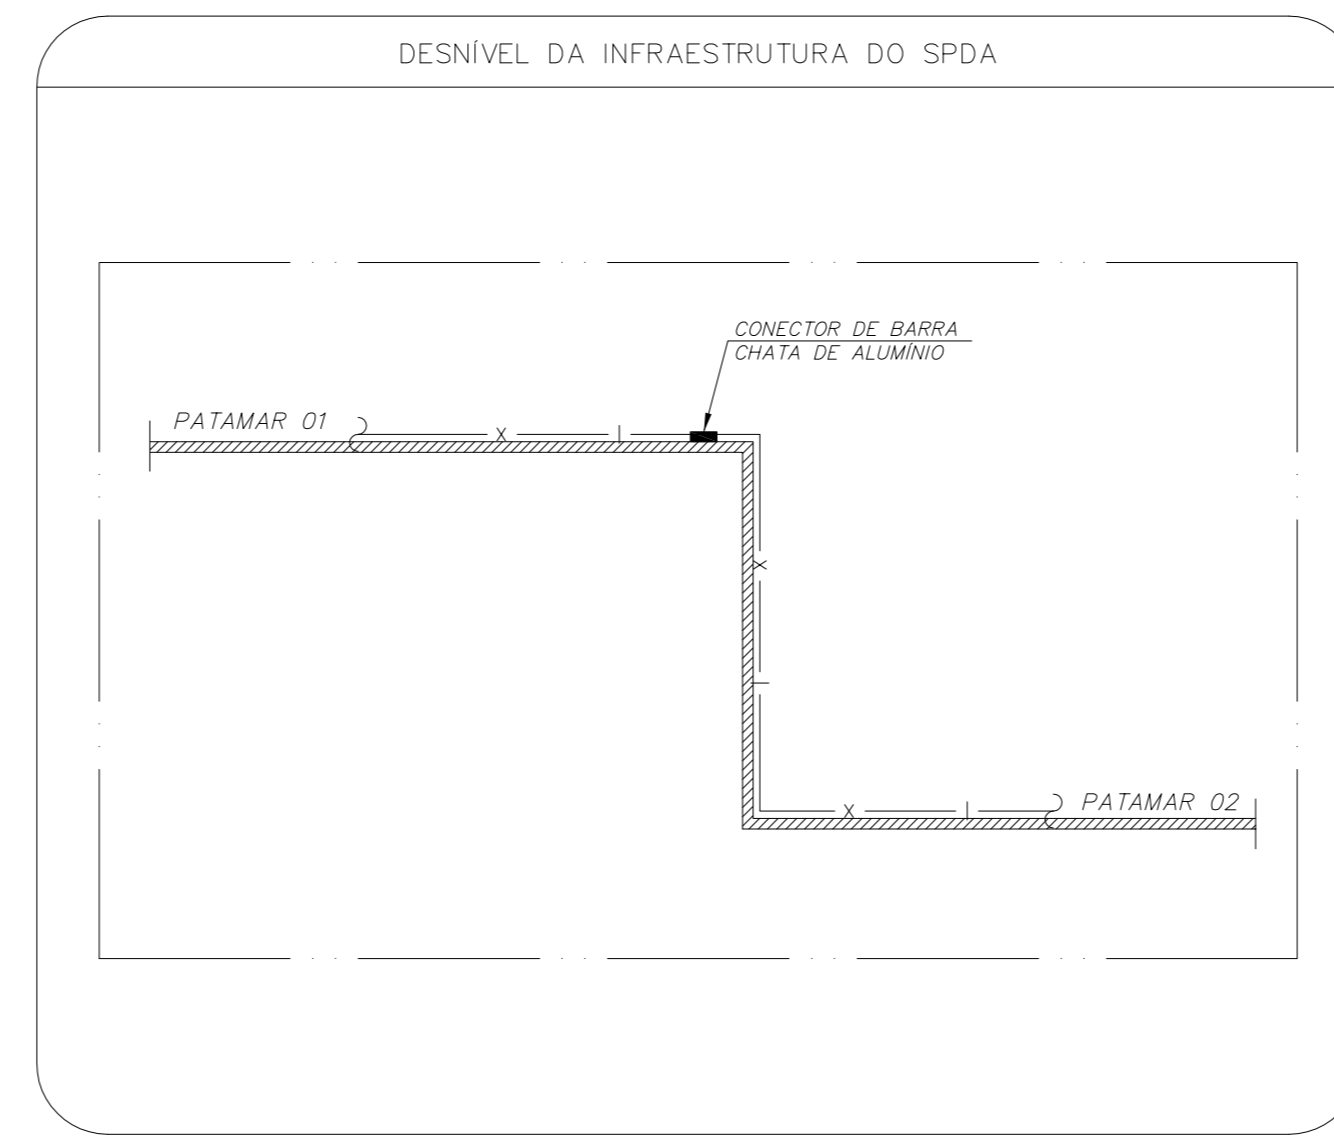 DESNÍVEL DA INFRAESTRUTURA DO SPDA
CONECTOR DE BARRA
CHATA DE ALUMÍNIO
PATAMAR 01
PATAMAR 02